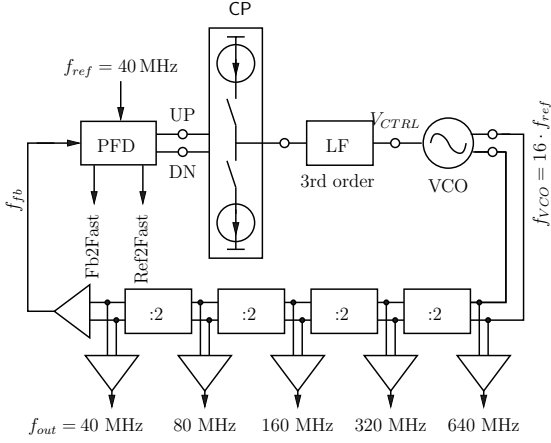 CP
f_ref = 40 MHz
UP
PFD
DN
V_CTRL
LF
3rd order
VCO
f_VCO = 16 · f_ref
f_fb
Fb2Fast
Ref2Fast
:2
:2
:2
:2
f_out = 40 MHz
80 MHz
160 MHz
320 MHz
640 MHz